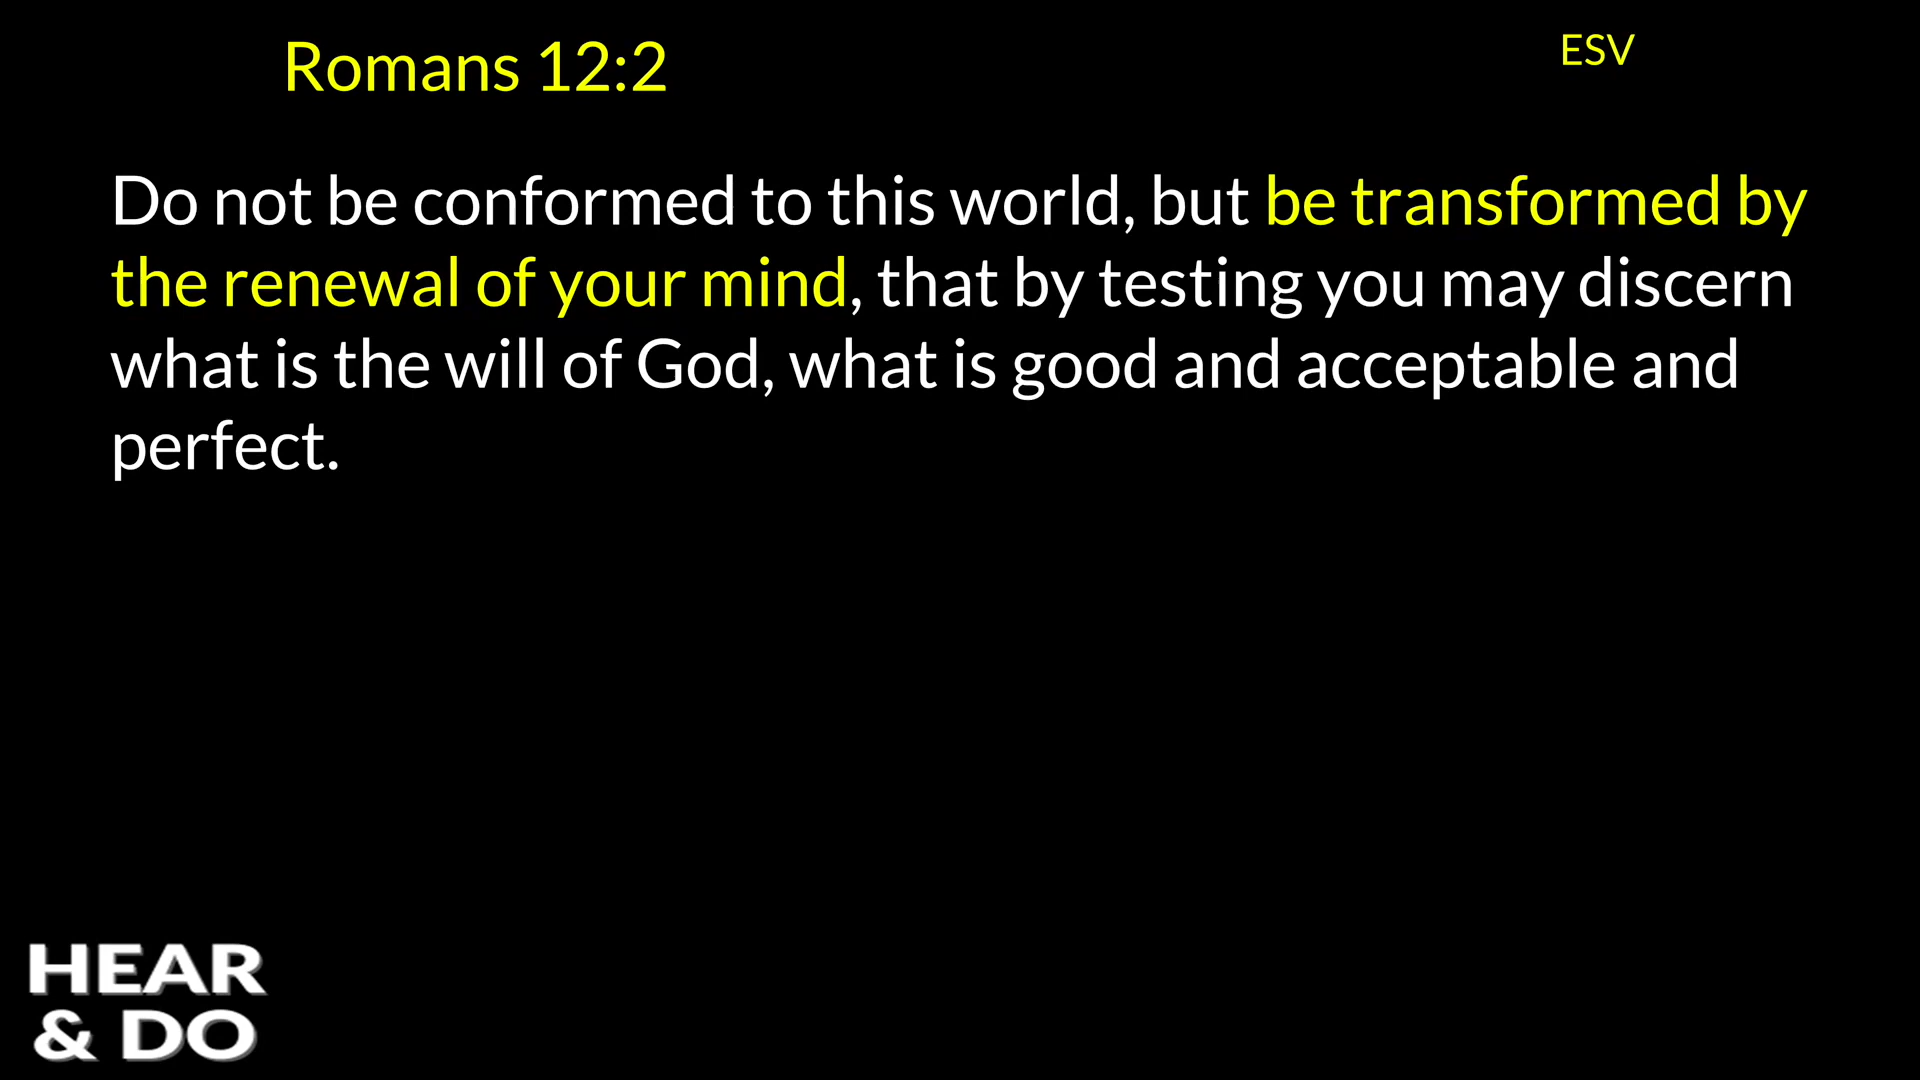 Romans 12:2
ESV
Do not be conformed to this world, but be transformed by
the renewal of your mind, that by testing you may discern
what is the will of God, what is good and acceptable and
perfect.
HEAR
& DO